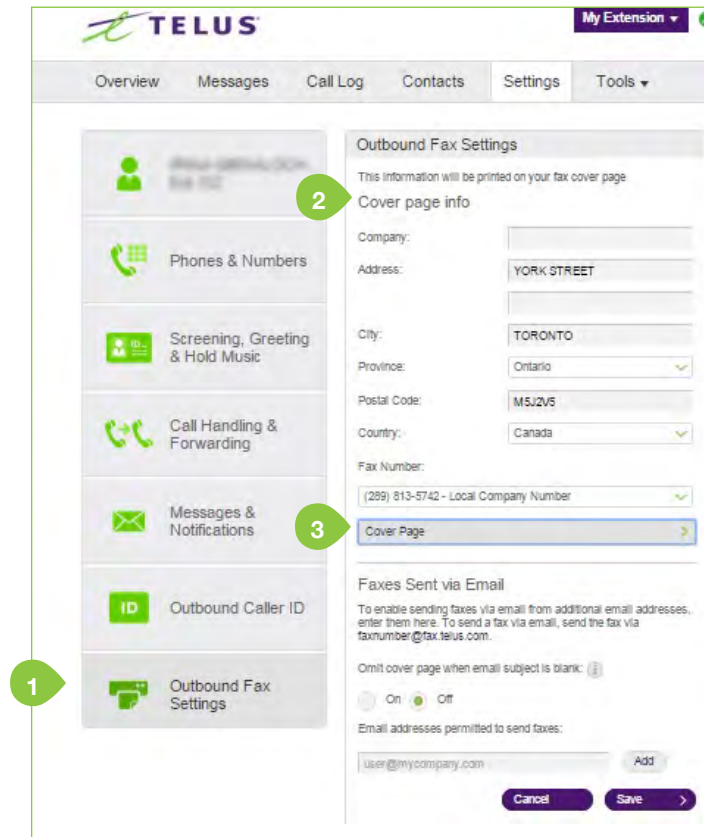 TELUS
My Extension
Overview Messages Call Log Contacts Settings Tools
Outbound Fax Settings
This information will be printed on your fax cover page
2
Cover page info
Company:
Phones & Numbers
Address: YORK STREET
Screening, Greeting
& Hold Music
City: TORONTO
Province: Ontario
Postal Code: M5J2V5
Call Handling &
Forwarding
Country: Canada
Fax Number:
(289) 813-5742 - Local Company Number
Messages &
Notifications
3
Cover Page
Faxes Sent via Email
To enable sending faxes via email from additional email addresses,
enter them here. To send a fax via email, send the fax via
faxnumber@fax.telus.com.
ID
Outbound Caller ID
Omit cover page when email subject is blank: i
1
Outbound Fax
Settings
On Off
Email addresses permitted to send faxes:
user@mycompany.com Add
Cancel Save